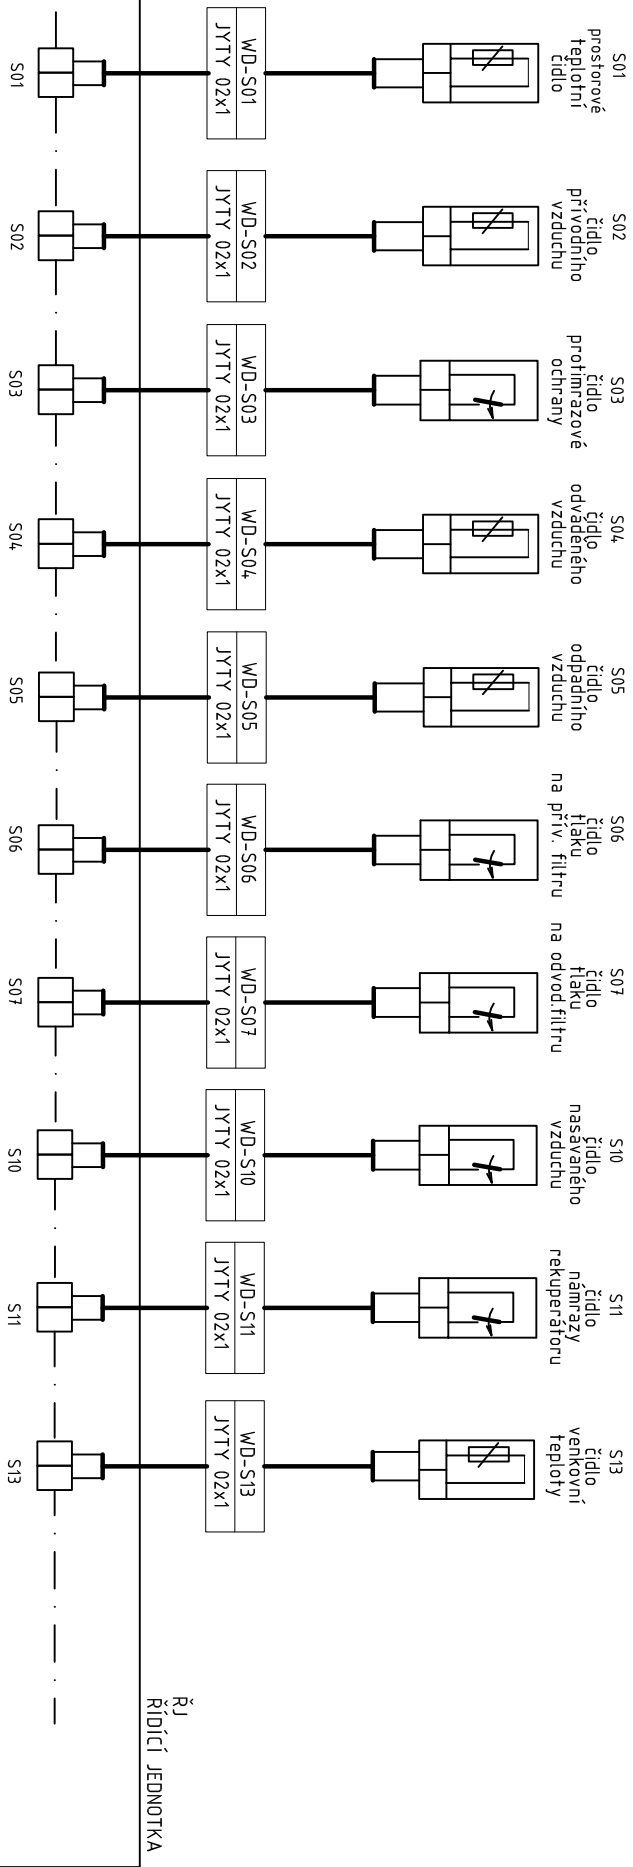 S01
prostorové
teplotní
čidlo
WD-S01
JYTY 02x1
S01
S02
čidlo
přívodního
vzduchu
WD-S02
JYTY 02x1
S02
S03
čidlo
protimrazové
ochrany
WD-S03
JYTY 02x1
S03
S04
čidlo
odváděného
vzduchu
WD-S04
JYTY 02x1
S04
S05
čidlo
odpadního
vzduchu
WD-S05
JYTY 02x1
S05
S06
čidlo
tlaku
na přív. filtru
WD-S06
JYTY 02x1
S06
S07
čidlo
tlaku
na odvod.filtru
WD-S07
JYTY 02x1
S07
S10
čidlo
nasávaného
vzduchu
WD-S10
JYTY 02x1
S10
S11
čidlo
námrazy
rekuperátoru
WD-S11
JYTY 02x1
S11
S13
čidlo
venkovní
teploty
WD-S13
JYTY 02x1
S13
ŘJ
ŘÍDÍCÍ JEDNOTKA